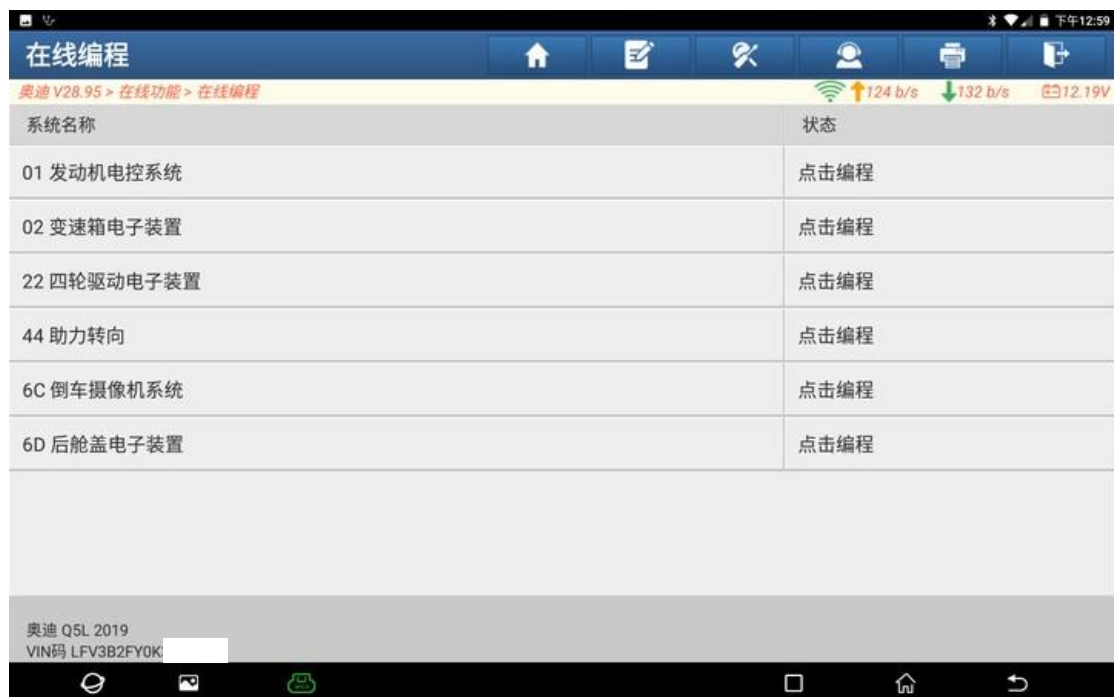 下午12:59
在线编程
奥迪 V28.95 > 在线功能 > 在线编程
124 b/s 132 b/s 12.19V
系统名称 状态
01 发动机电控系统 点击编程
02 变速箱电子装置 点击编程
22 四轮驱动电子装置 点击编程
44 助力转向 点击编程
6C 倒车摄像机系统 点击编程
6D 后舱盖电子装置 点击编程
奥迪 Q5L 2019
VIN码 LFV3B2FY0K